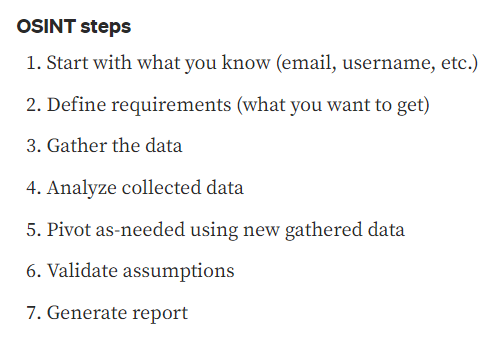 OSINT steps
1. Start with what you know (email, username, etc.)
2. Define requirements (what you want to get)
3. Gather the data
4. Analyze collected data
5. Pivot as-needed using new gathered data
6. Validate assumptions
7. Generate report